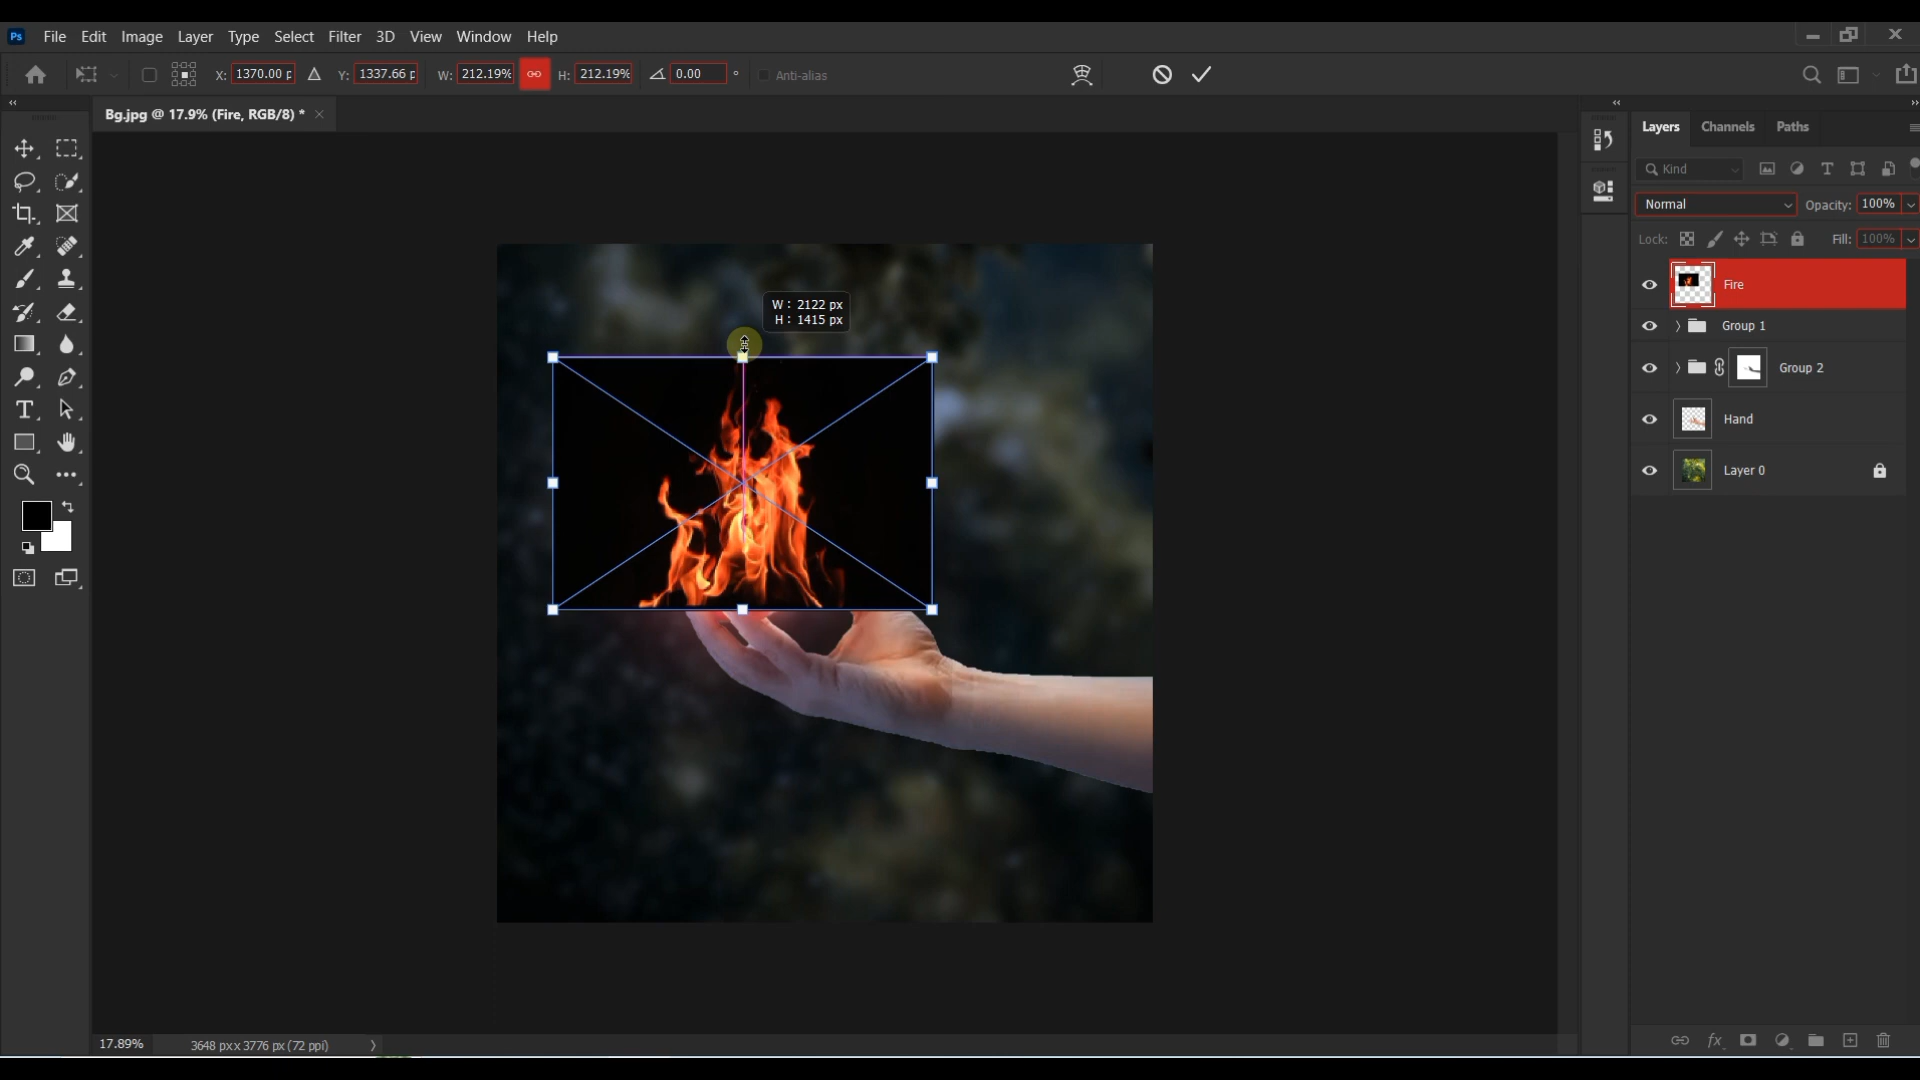 Ps File Edit Image Layer Type Select Filter 3D View Window Help
X: 1370.00 p Y: 1337.66 p W: 212.19% H: 212.19% 0.00 ° Anti-alias
Bg.jpg @ 17.9% (Fire, RGB/8) * ×
Layers Channels Paths
Kind
Normal Opacity: 100%
Lock: Fill: 100%
Fire
W : 2122 px
H : 1415 px
Group 1
Group 2
Hand
Layer 0
fx
17.89% 3648 px x 3776 px (72 ppi)